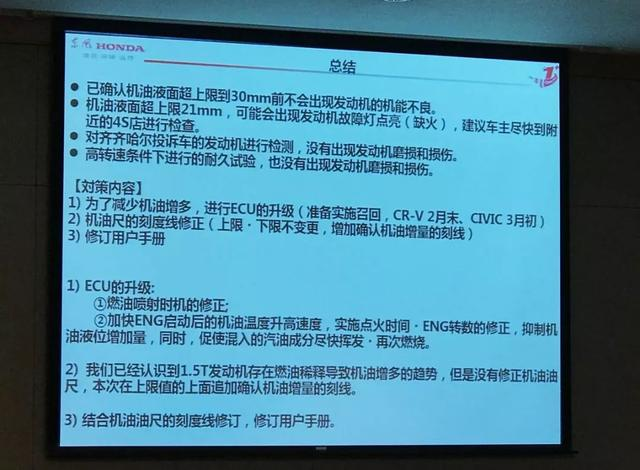 东风 HONDA
总结
● 已确认机油液面超上限到30mm前不会出现发动机的机能不良。
● 机油液面超上限21mm，可能会出现发动机故障灯点亮（缺火），建议车主尽快到附
近的4S店进行检查。
● 对齐齐哈尔投诉车的发动机进行检测，没有出现发动机磨损和损伤。
● 高转速条件下进行的耐久试验，也没有出现发动机磨损和损伤。
【对策内容】
1) 为了减少机油增多，进行ECU的升级（准备实施召回，CR-V 2月末、CIVIC 3月初）
2) 机油尺的刻度线修正（上限・下限不变更，增加确认机油增量的刻线）
3) 修订用户手册
1) ECU的升级:
①燃油喷射时机的修正;
②加快ENG启动后的机油温度升高速度，实施点火时间・ENG转数的修正，抑制机
油液位增加量，同时，促使混入的汽油成分尽快挥发・再次燃烧。
2) 我们已经认识到1.5T发动机存在燃油稀释导致机油增多的趋势，但是没有修正机油油
尺，本次在上限值的上面追加确认机油增量的刻线。
3) 结合机油油尺的刻度线修订，修订用户手册。